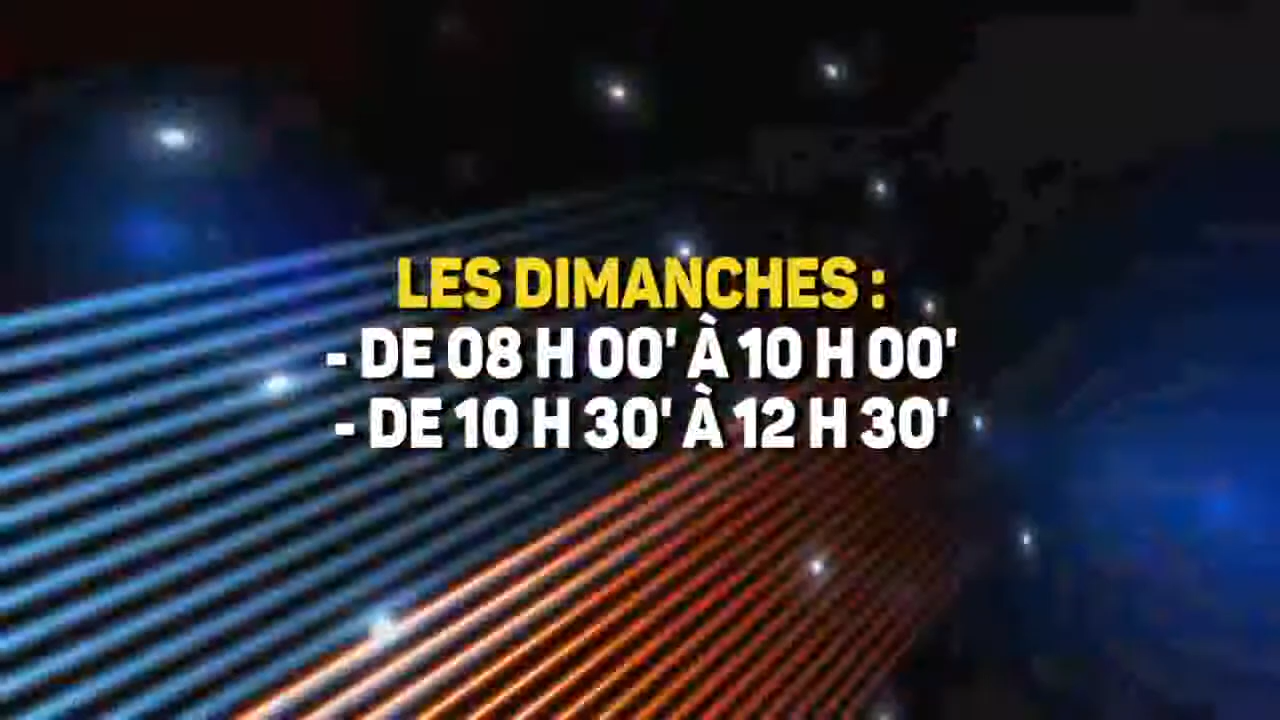 LES DIMANCHES :
- DE 08 H 00' À 10 H 00'
- DE 10 H 30' À 12 H 30'